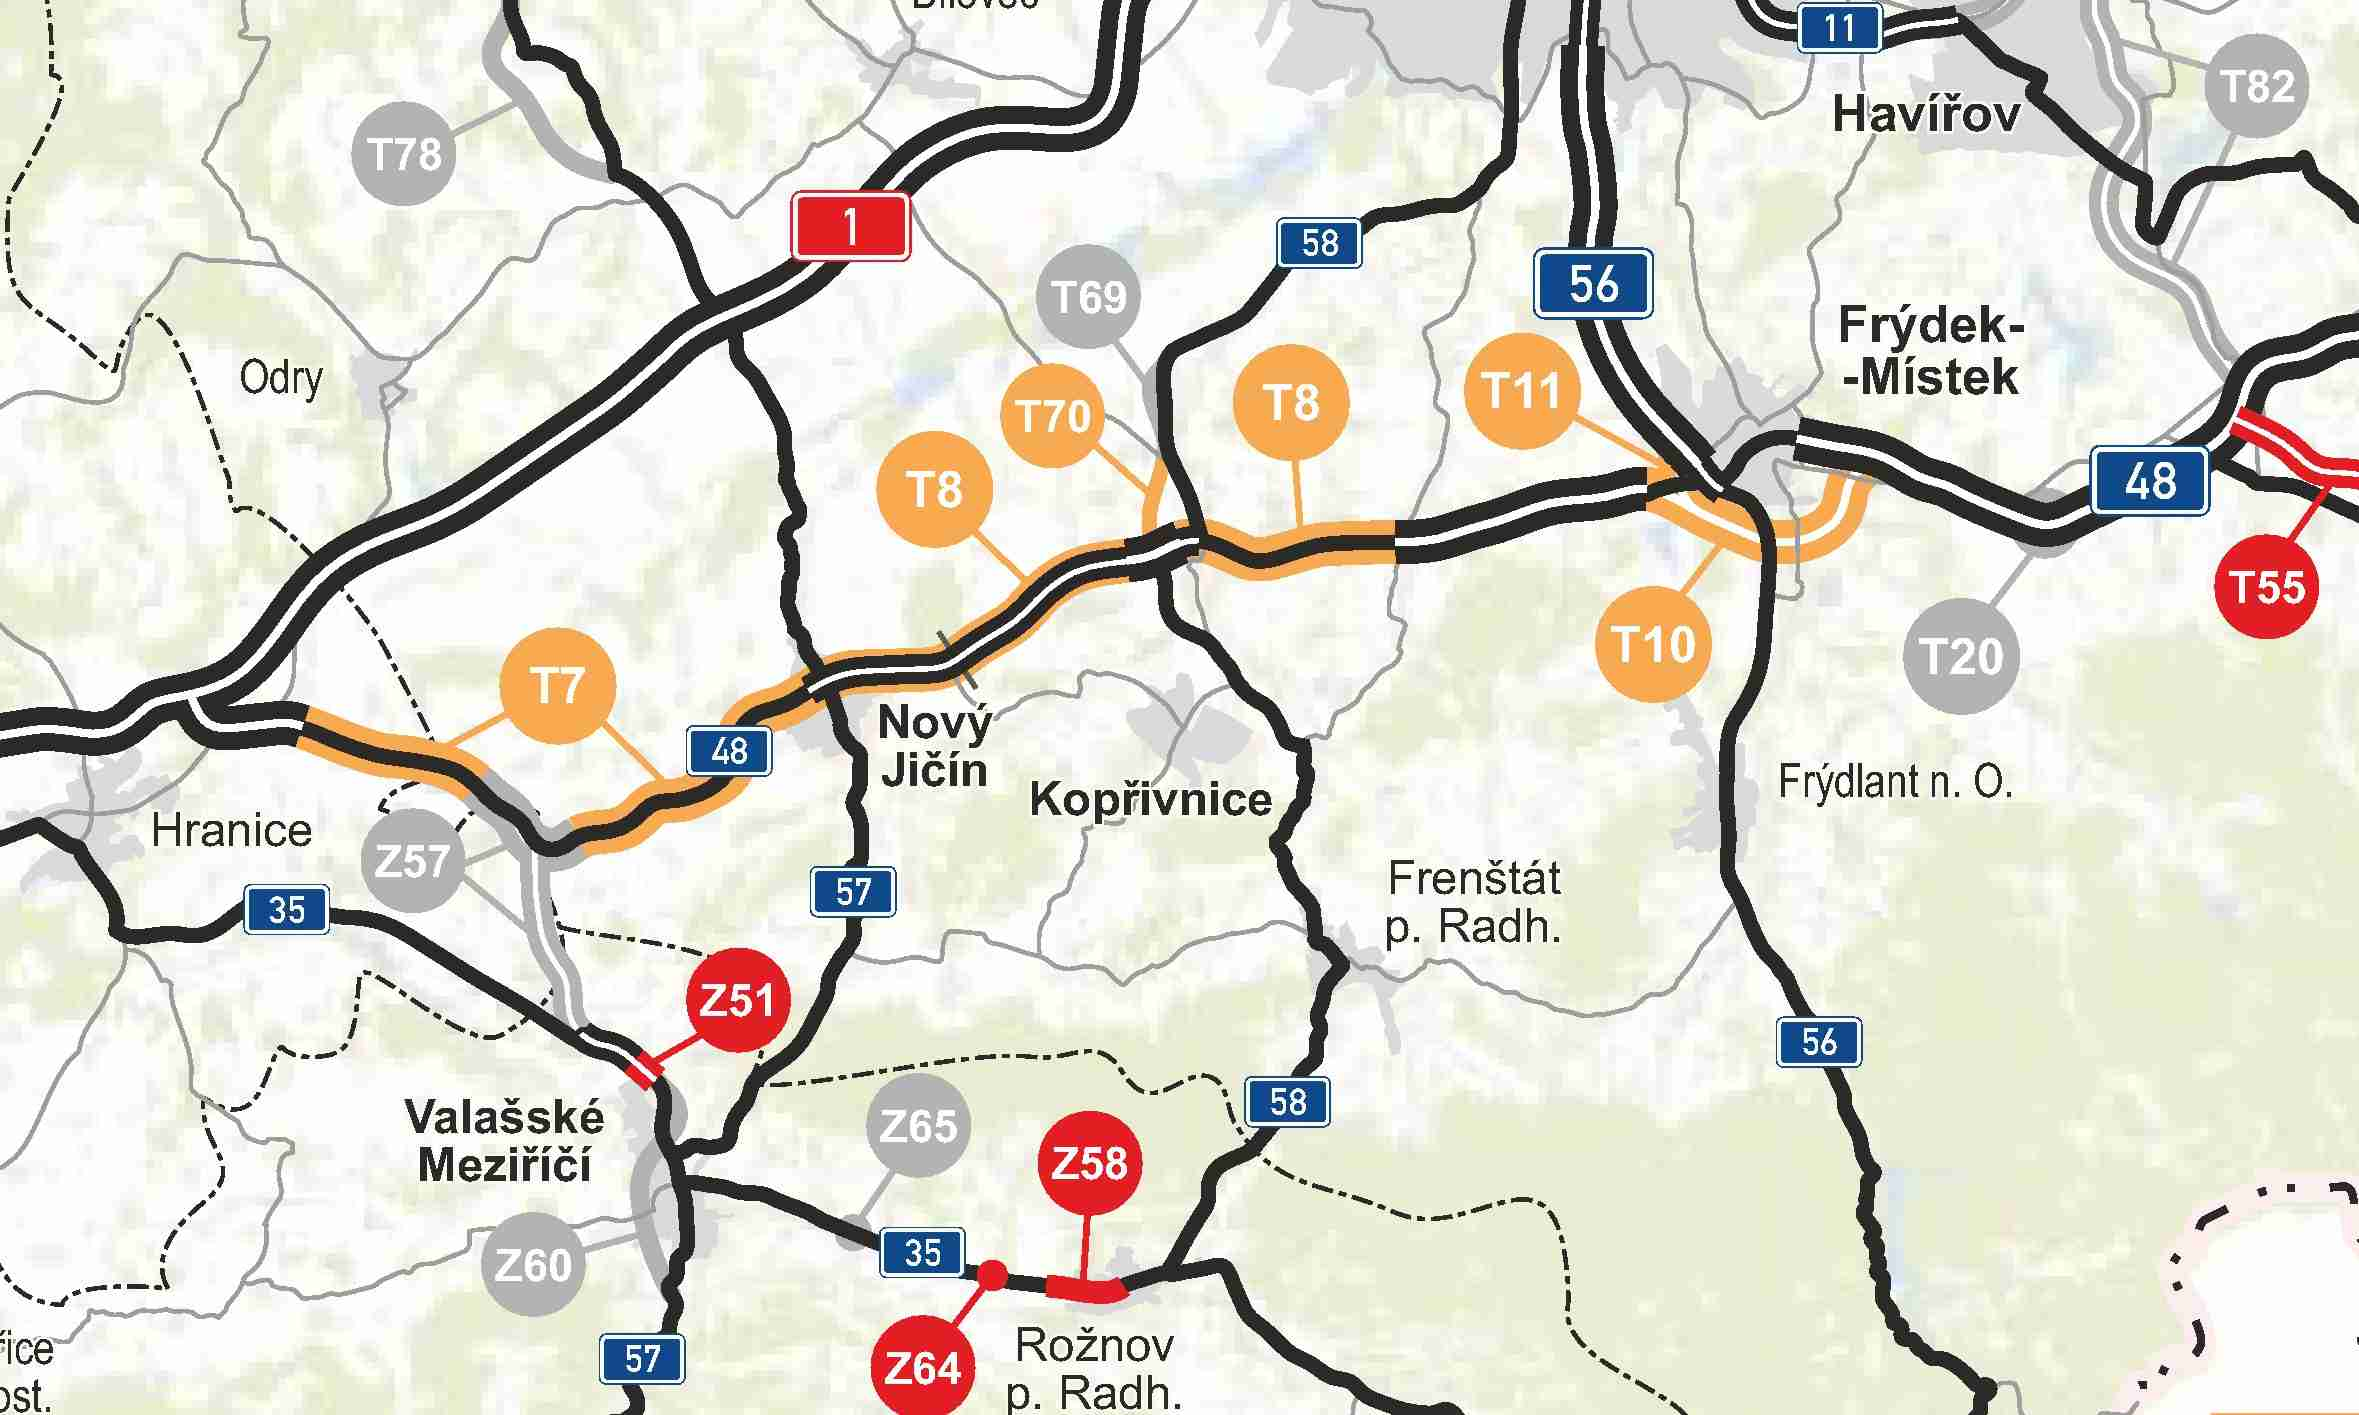 11
T82
Havířov
T78
1
58
56
T69
Frýdek-
-Místek
Odry
T70
T8
T11
T8
48
T55
T7
T10
T20
Nový
Jičín
48
Kopřivnice
Frýdlant n. O.
Hranice
Z57
57
35
Frenštát
p. Radh.
Z51
56
Valašské
Meziříčí
Z65
58
Z58
Z60
35
57
Z64
Rožnov
p. Radh.